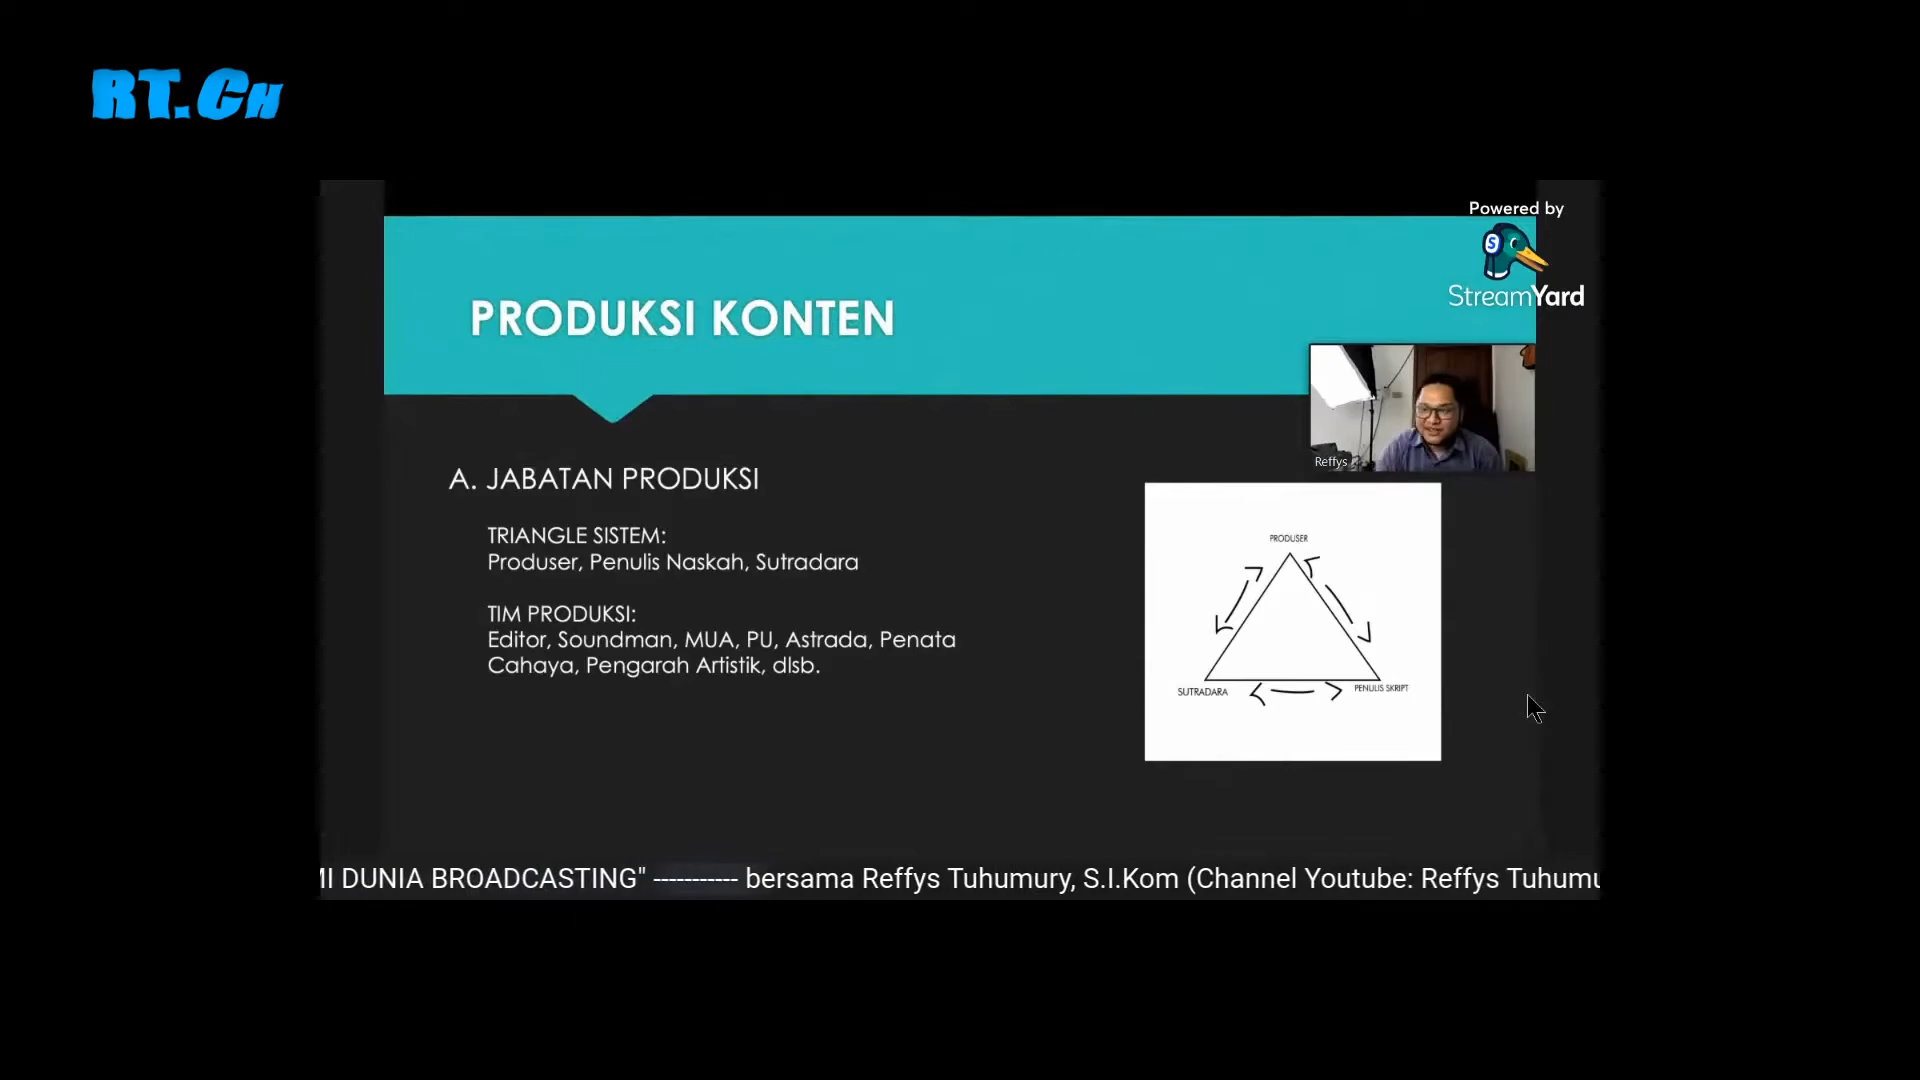 RT.CH
Powered by
StreamYard
PRODUKSI KONTEN
Reffys
A. JABATAN PRODUKSI
TRIANGLE SISTEM:
Produser, Penulis Naskah, Sutradara
TIM PRODUKSI:
Editor, Soundman, MUA, PU, Astrada, Penata
Cahaya, Pengarah Artistik, dlsb.
PRODUSER
SUTRADARA
PENULIS SKRIPT
DUNIA BROADCASTING" ----------- bersama Reffys Tuhumury, S.I.Kom (Channel Youtube: Reffys